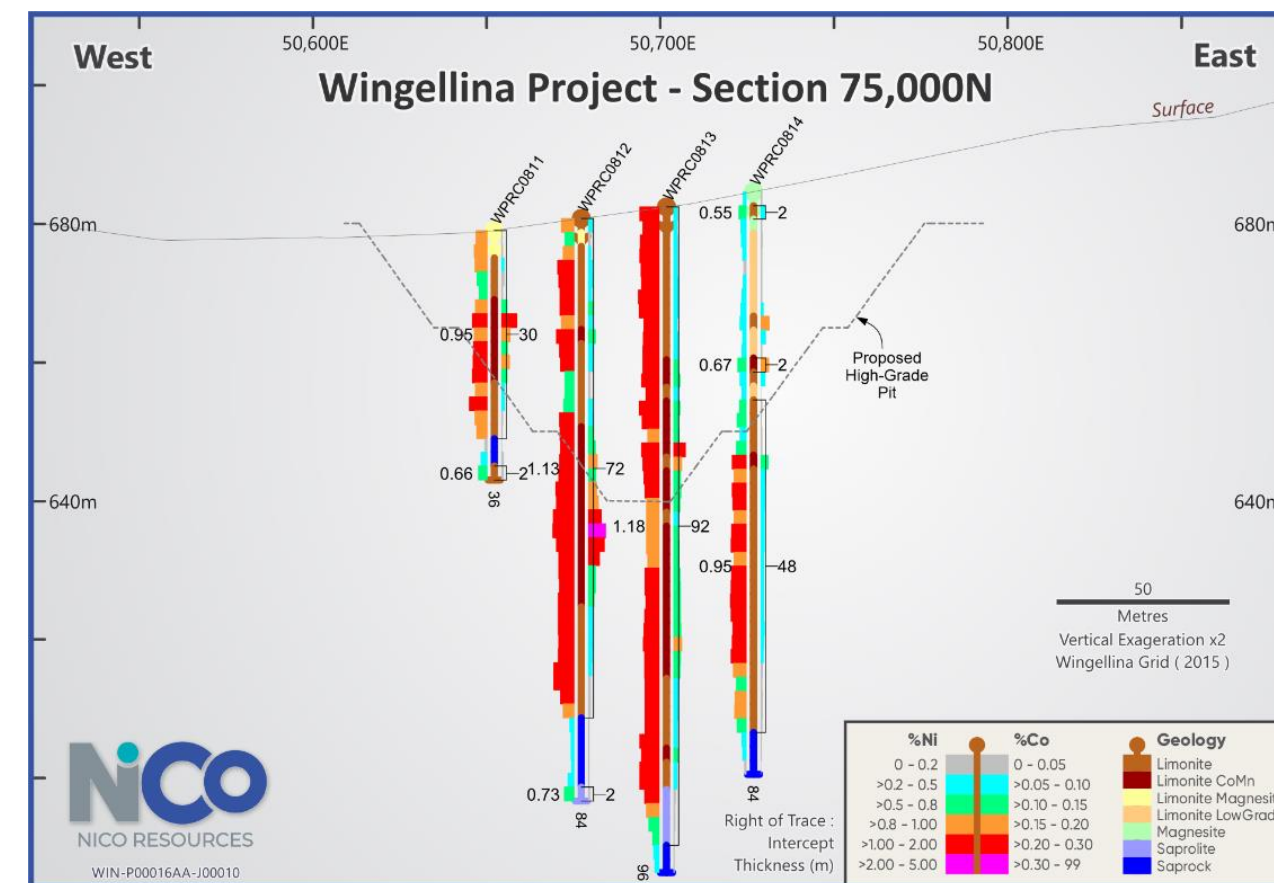 West
50,600E
50,700E
50,800E
East
Wingellina Project - Section 75,000N
Surface
WPRC0811
WPRC0812
WPRC0813
WPRC0814
680m
680m
0.55
2
0.95
30
0.67
2
Proposed
High-Grade
Pit
0.66
2
1.13
72
640m
640m
1.18
92
0.95
48
36
50
Metres
Vertical Exageration x2
Wingellina Grid ( 2015 )
0.73
2
84
84
96
Right of Trace :
Intercept
Thickness (m)
NiCo
NICO RESOURCES
WIN-P00016AA-J00010
%Ni %Co Geology
0 - 0.2 0 - 0.05 Limonite
>0.2 - 0.5 >0.05 - 0.10 Limonite CoMn
>0.5 - 0.8 >0.10 - 0.15 Limonite Magnesit
>0.8 - 1.00 >0.15 - 0.20 Limonite LowGrad
>1.00 - 2.00 >0.20 - 0.30 Magnesite
>2.00 - 5.00 >0.30 - 99 Saprolite
Saprock